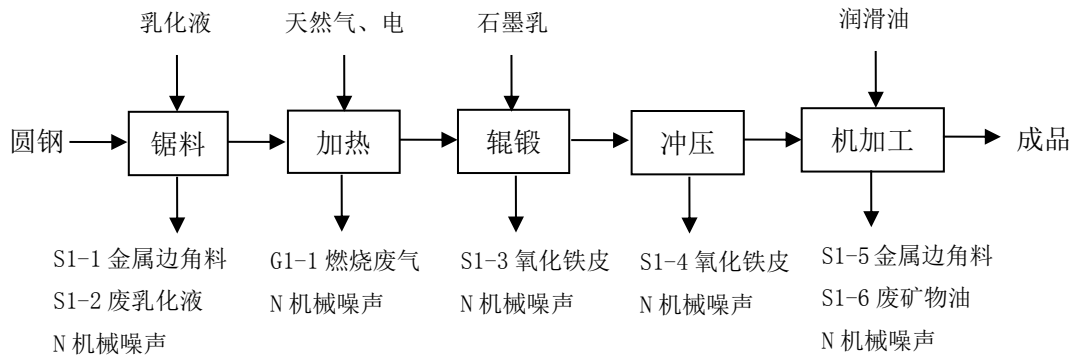 乳化液
天然气、电
石墨乳
润滑油
圆钢
锯料
加热
辊锻
冲压
机加工
成品
S1-1 金属边角料
S1-2 废乳化液
N 机械噪声
G1-1 燃烧废气
N 机械噪声
S1-3 氧化铁皮
N 机械噪声
S1-4 氧化铁皮
N 机械噪声
S1-5 金属边角料
S1-6 废矿物油
N 机械噪声